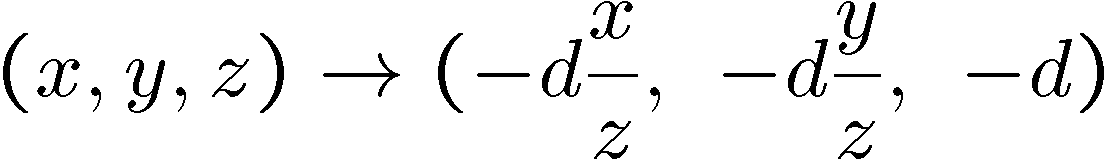 (x, y, z) → (−d x/z, −d y/z, −d)